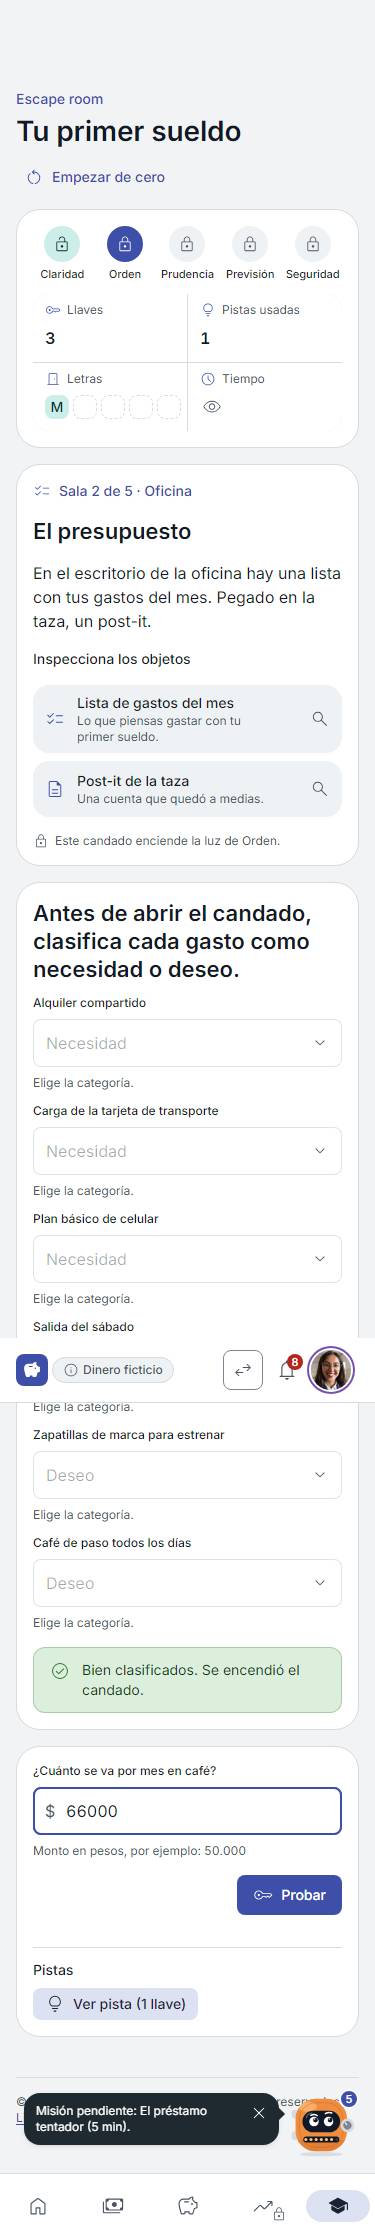 Escape room
Tu primer sueldo
Empezar de cero
Claridad Orden Prudencia Previsión Seguridad
Llaves
3
Pistas usadas
1
Letras
M
Tiempo
Sala 2 de 5 · Oficina
El presupuesto
En el escritorio de la oficina hay una lista
con tus gastos del mes. Pegado en la
taza, un post-it.
Inspecciona los objetos
Lista de gastos del mes
Lo que piensas gastar con tu
primer sueldo.
Post-it de la taza
Una cuenta que quedó a medias.
Este candado enciende la luz de Orden.
Antes de abrir el candado,
clasifica cada gasto como
necesidad o deseo.
Alquiler compartido
Necesidad
Elige la categoría.
Carga de la tarjeta de transporte
Necesidad
Elige la categoría.
Plan básico de celular
Necesidad
Elige la categoría.
Salida del sábado
Dinero ficticio
8
Elige la categoría.
Zapatillas de marca para estrenar
Deseo
Elige la categoría.
Café de paso todos los días
Deseo
Elige la categoría.
Bien clasificados. Se encendió el
candado.
¿Cuánto se va por mes en café?
$ 66000
Monto en pesos, por ejemplo: 50.000
Probar
Pistas
Ver pista (1 llave)
©
L
Misión pendiente: El préstamo
tentador (5 min).
5